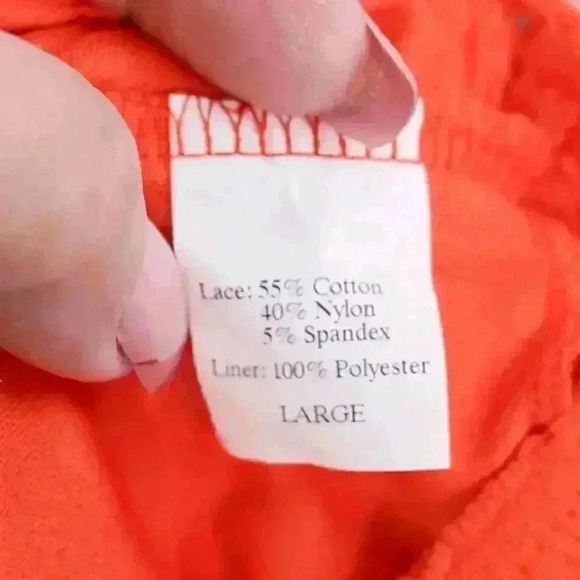 Lace: 55% Cotton
40% Nylon
5% Spandex
Liner: 100% Polyester
LARGE